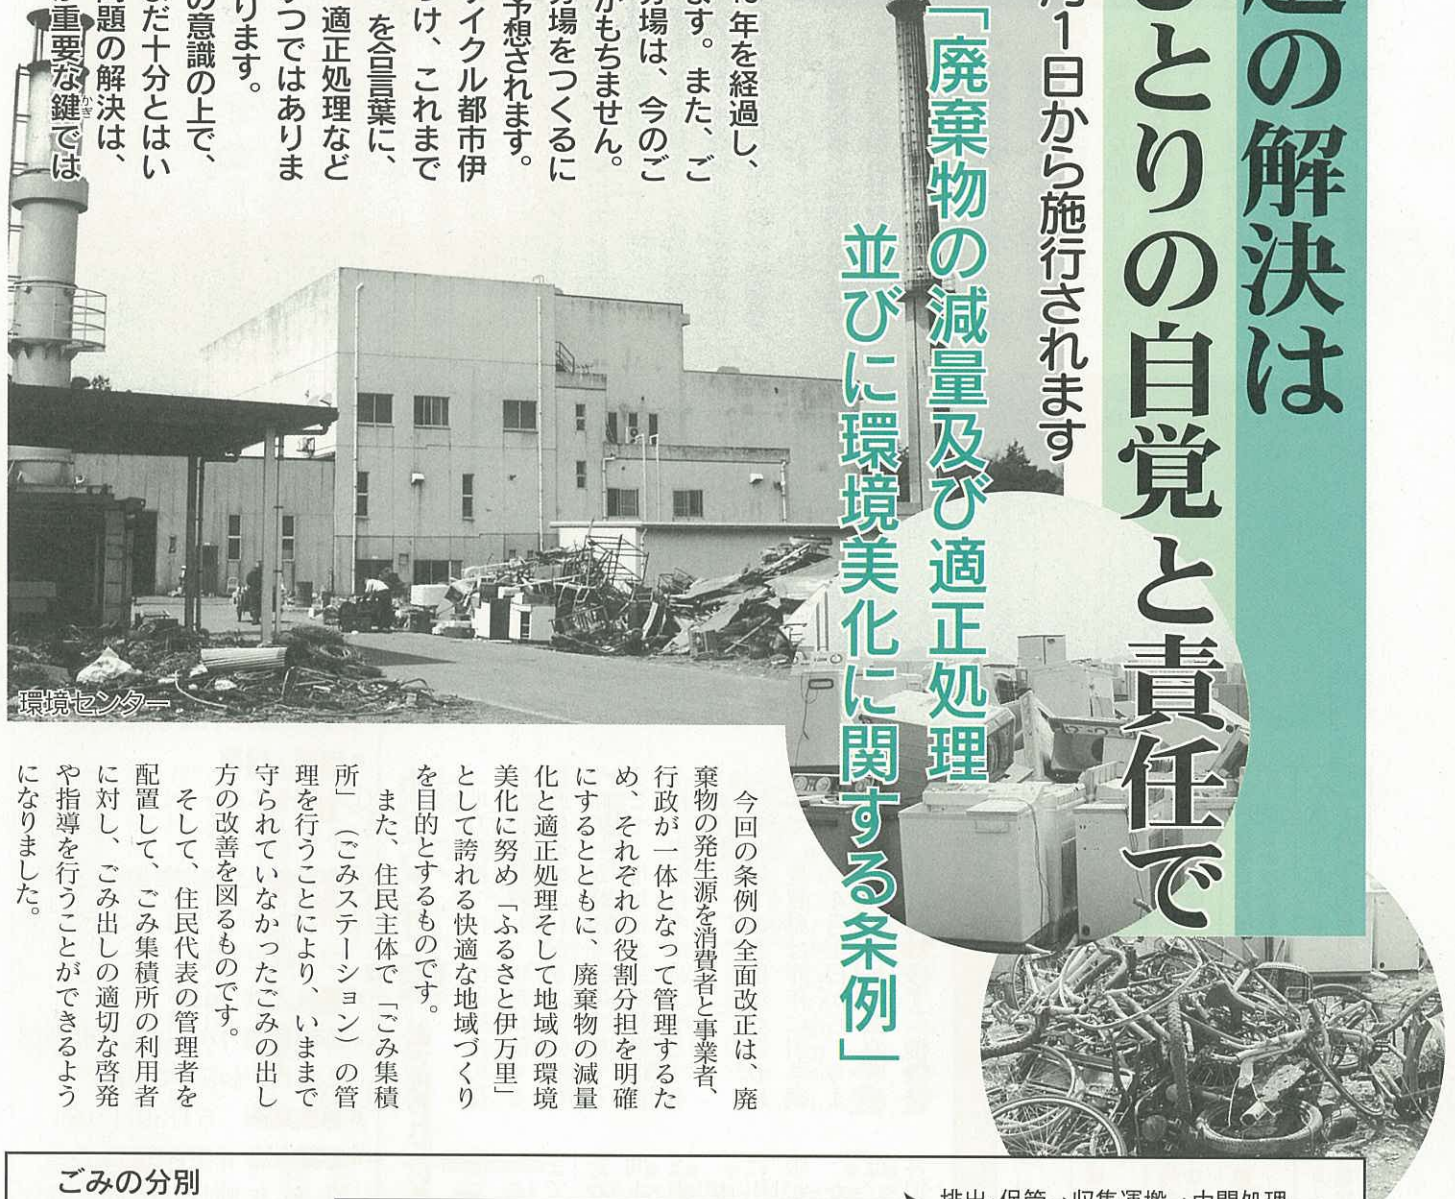 の解決は
とりの自覚と責任で
1日から施行されます
「廃棄物の減量及び適正処理
並びに環境美化に関する条例」
年を経過し、
ます。また、ご
分場は、今のご
がもちません。
分場をつくるに
予想されます。
サイクル都市伊
け、これまで
を合言葉に、
適正処理など
つではありま
ります。
の意識の上で、
だ十分とはい
問題の解決は、
重要な鍵では
かぎ
環境センター
今回の条例の全面改正は、廃
棄物の発生源を消費者と事業者、
行政が一体となって管理するた
め、それぞれの役割分担を明確
にするとともに、廃棄物の減量
化と適正処理そして地域の環境
美化に努め「ふるさと伊万里」
として誇れる快適な地域づくり
を目的とするものです。
また、住民主体で「ごみ集積
所」（ごみステーション）の管
理を行うことにより、いままで
守られていなかったごみの出し
方の改善を図るものです。
そして、住民代表の管理者を
配置して、ごみ集積所の利用者
に対し、ごみ出しの適切な啓発
や指導を行うことができるよう
になりました。
ごみの分別
排出・保管→収集運搬→中間処理